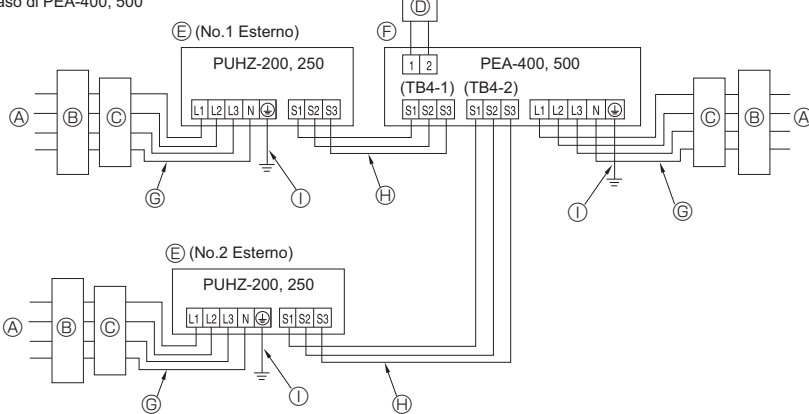 aso di PEA-400, 500
Ⓓ
Ⓔ (No.1 Esterno)
Ⓕ
PUHZ-200, 250
1 2
PEA-400, 500
(TB4-1) (TB4-2)
L1 L2 L3 N
S1 S2 S3
S1 S2 S3
S1 S2 S3
L1 L2 L3 N
Ⓐ Ⓑ Ⓒ
Ⓒ Ⓑ Ⓐ
Ⓖ Ⓘ Ⓗ
Ⓘ Ⓖ
Ⓔ (No.2 Esterno)
PUHZ-200, 250
L1 L2 L3 N
S1 S2 S3
Ⓐ Ⓑ Ⓒ
Ⓖ Ⓘ Ⓗ